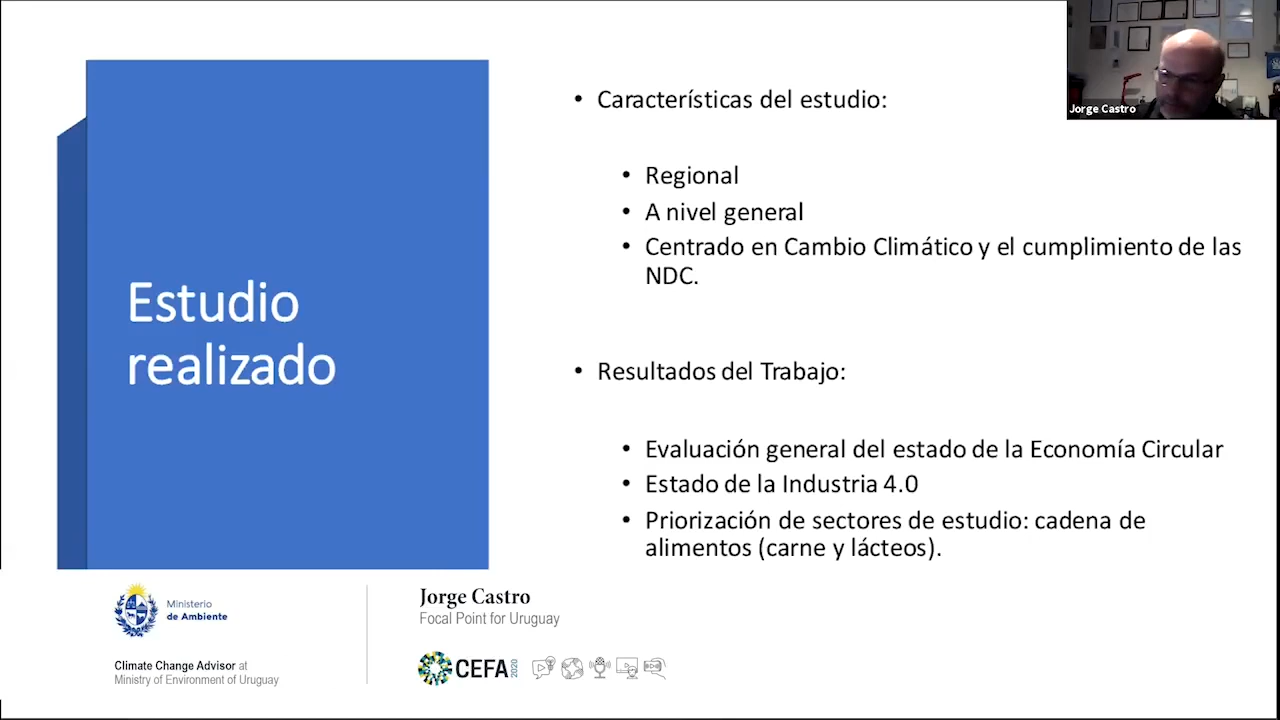 Estudio
realizado
• Características del estudio:
• Regional
• A nivel general
• Centrado en Cambio Climático y el cumplimiento de las
NDC.
• Resultados del Trabajo:
• Evaluación general del estado de la Economía Circular
• Estado de la Industria 4.0
• Priorización de sectores de estudio: cadena de
alimentos (carne y lácteos).
Jorge Castro
Ministerio
de Ambiente
Climate Change Advisor at
Ministry of Environment of Uruguay
Jorge Castro
Focal Point for Uruguay
CEFA 2020